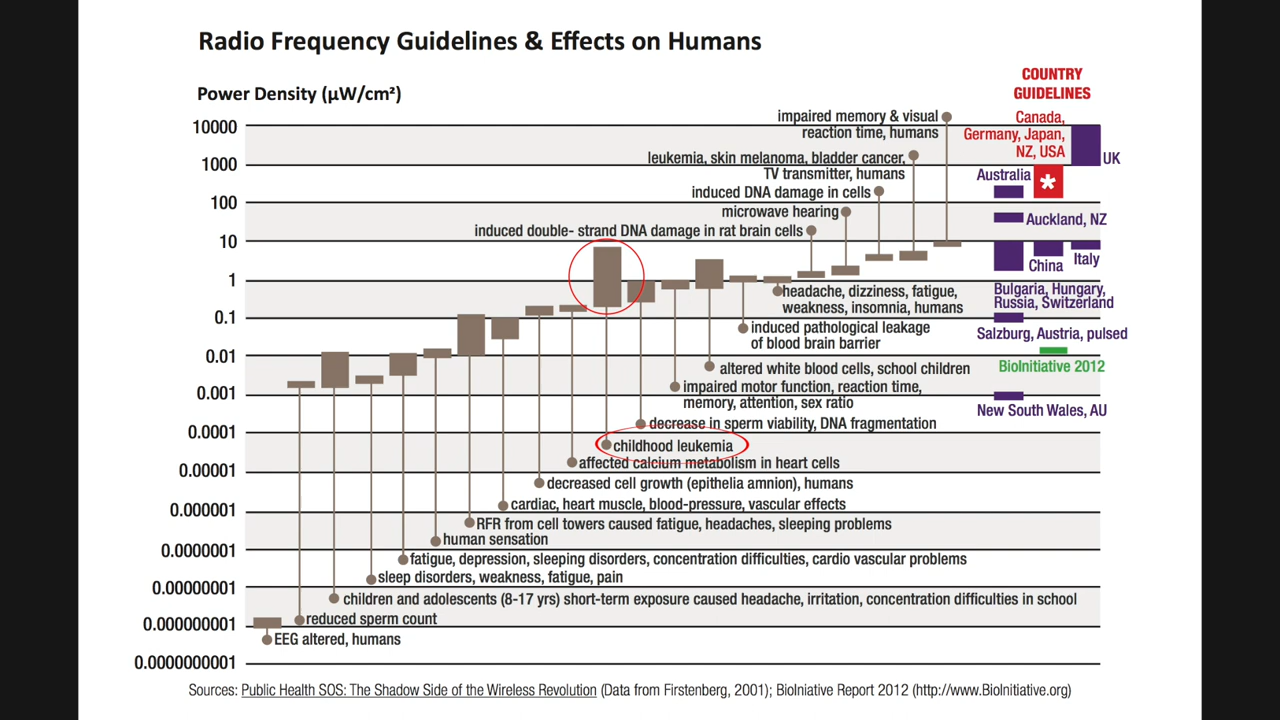 Radio Frequency Guidelines & Effects on Humans
Power Density (µW/cm²)
COUNTRY
GUIDELINES
10000
1000
100
10
1
0.1
0.01
0.001
0.0001
0.00001
0.000001
0.0000001
0.00000001
0.000000001
0.0000000001
impaired memory & visual
reaction time, humans
leukemia, skin melanoma, bladder cancer,
TV transmitter, humans
induced DNA damage in cells
microwave hearing
induced double- strand DNA damage in rat brain cells
headache, dizziness, fatigue,
weakness, insomnia, humans
induced pathological leakage
of blood brain barrier
altered white blood cells, school children
impaired motor function, reaction time,
memory, attention, sex ratio
decrease in sperm viability, DNA fragmentation
childhood leukemia
affected calcium metabolism in heart cells
decreased cell growth (epithelia amnion), humans
cardiac, heart muscle, blood-pressure, vascular effects
RFR from cell towers caused fatigue, headaches, sleeping problems
human sensation
fatigue, depression, sleeping disorders, concentration difficulties, cardio vascular problems
sleep disorders, weakness, fatigue, pain
children and adolescents (8-17 yrs) short-term exposure caused headache, irritation, concentration difficulties in school
reduced sperm count
EEG altered, humans
Canada,
Germany, Japan,
NZ, USA
UK
Australia
*
Auckland, NZ
China
Italy
Bulgaria, Hungary,
Russia, Switzerland
Salzburg, Austria, pulsed
BioInitiative 2012
New South Wales, AU
Sources: Public Health SOS: The Shadow Side of the Wireless Revolution (Data from Firstenberg, 2001); BioIniative Report 2012 (http://www.BioInitiative.org)